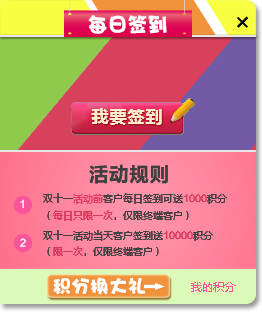 每日签到
×
我要签到
活动规则
1 双十一活动前客户每日签到可送1000积分
（每日只限一次，仅限终端客户）
2 双十一活动当天客户签到送10000积分
（限一次，仅限终端客户）
积分换大礼→
我的积分